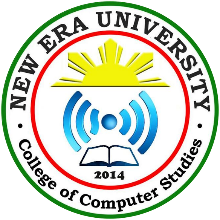 NEW ERA UNIVERSITY
College of Computer Studies
2014